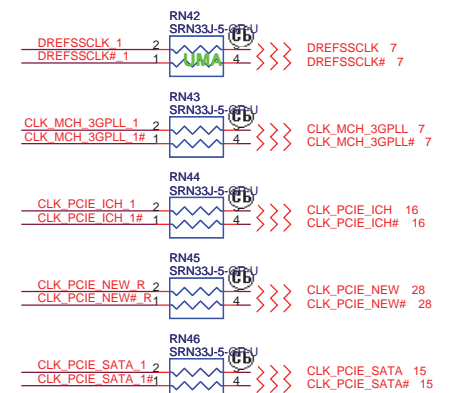 RN42
SRN33J-5-GP-U
DREFSSCLK_1 2 3 DREFSSCLK 7
DREFSSCLK#_1 1 4 DREFSSCLK# 7
UMA
RN43
SRN33J-5-GP-U
CLK_MCH_3GPLL_1 2 3 CLK_MCH_3GPLL 7
CLK_MCH_3GPLL_1# 1 4 CLK_MCH_3GPLL# 7
RN44
SRN33J-5-GP-U
CLK_PCIE_ICH_1 2 3 CLK_PCIE_ICH 16
CLK_PCIE_ICH_1# 1 4 CLK_PCIE_ICH# 16
RN45
SRN33J-5-GP-U
CLK_PCIE_NEW_R 2 3 CLK_PCIE_NEW 28
CLK_PCIE_NEW#_R 1 4 CLK_PCIE_NEW# 28
RN46
SRN33J-5-GP-U
CLK_PCIE_SATA_1 2 3 CLK_PCIE_SATA 15
CLK_PCIE_SATA_1# 1 4 CLK_PCIE_SATA# 15